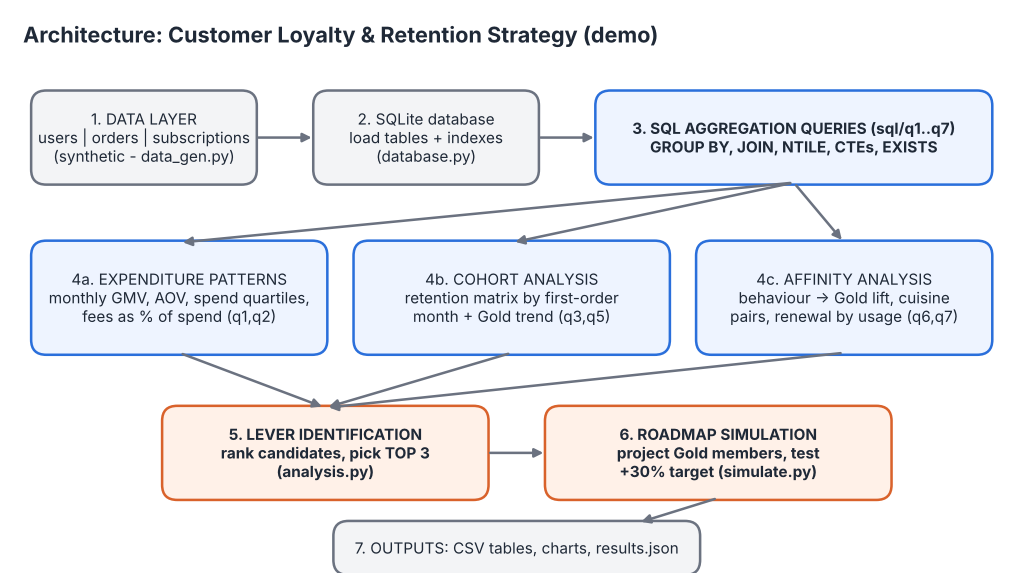 Architecture: Customer Loyalty & Retention Strategy (demo)
1. DATA LAYER
users | orders | subscriptions
(synthetic - data_gen.py)
2. SQLite database
load tables + indexes
(database.py)
3. SQL AGGREGATION QUERIES (sql/q1..q7)
GROUP BY, JOIN, NTILE, CTEs, EXISTS
4a. EXPENDITURE PATTERNS
monthly GMV, AOV, spend quartiles,
fees as % of spend (q1,q2)
4b. COHORT ANALYSIS
retention matrix by first-order
month + Gold trend (q3,q5)
4c. AFFINITY ANALYSIS
behaviour → Gold lift, cuisine
pairs, renewal by usage (q6,q7)
5. LEVER IDENTIFICATION
rank candidates, pick TOP 3
(analysis.py)
6. ROADMAP SIMULATION
project Gold members, test
+30% target (simulate.py)
7. OUTPUTS: CSV tables, charts, results.json